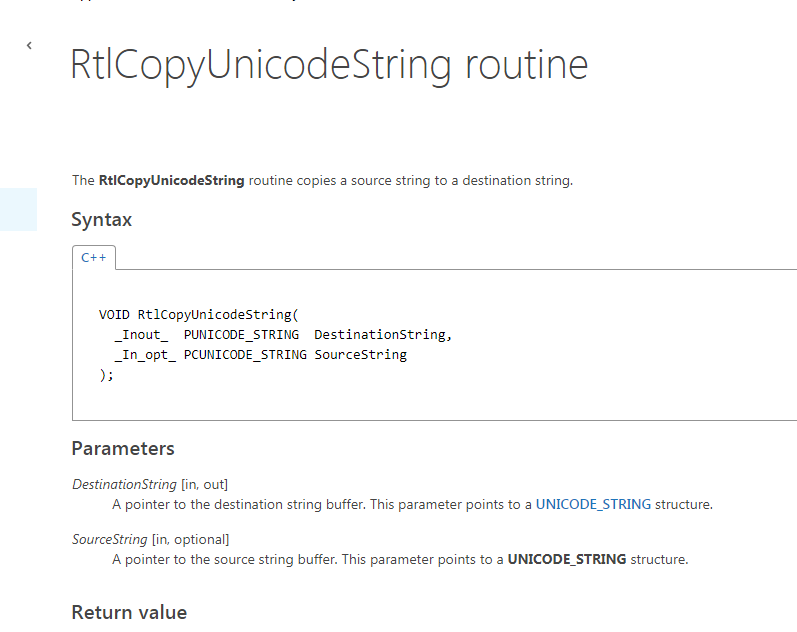 RtlCopyUnicodeString routine
The RtlCopyUnicodeString routine copies a source string to a destination string.
Syntax
C++
VOID RtlCopyUnicodeString(
  _Inout_  PUNICODE_STRING  DestinationString,
  _In_opt_ PCUNICODE_STRING SourceString
);
Parameters
DestinationString [in, out]
A pointer to the destination string buffer. This parameter points to a UNICODE_STRING structure.
SourceString [in, optional]
A pointer to the source string buffer. This parameter points to a UNICODE_STRING structure.
Return value